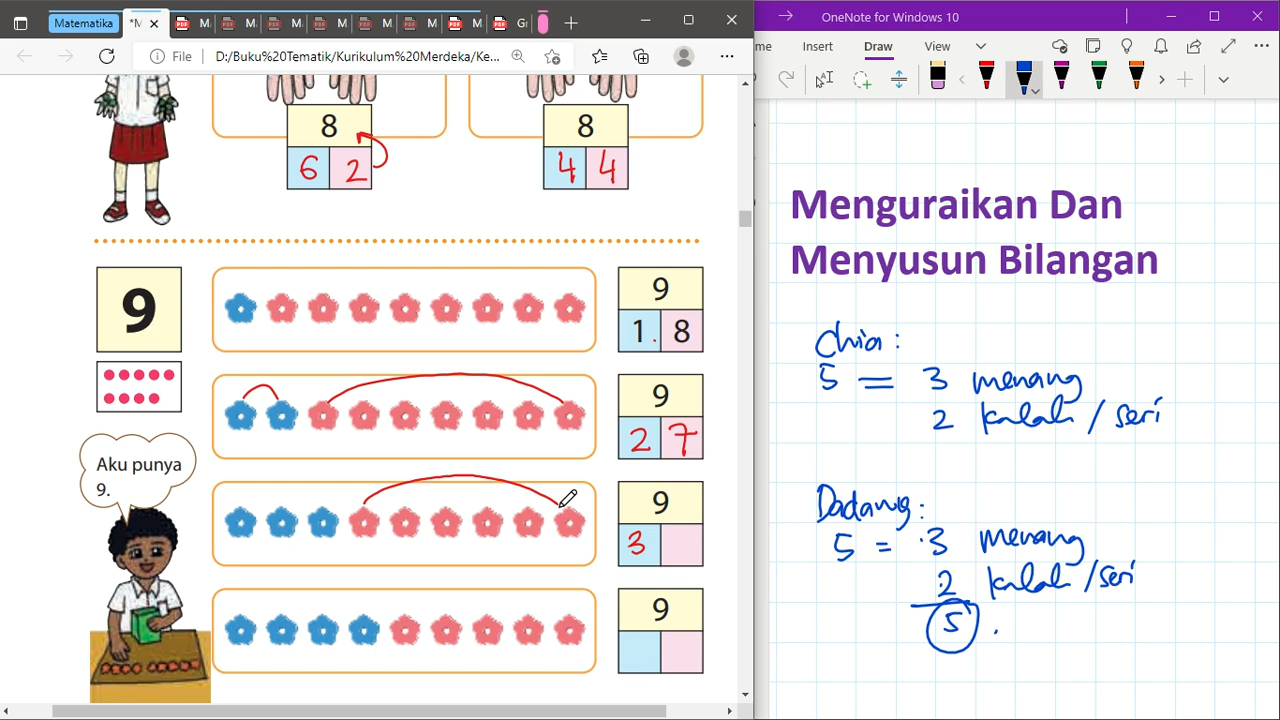 Matematika
*M
M
M
M
M
M
M
M
Gr
File
D:/Buku%20Tematik/Kurikulum%20Merdeka/Ke...
OneNote for Windows 10
me
Insert
Draw
View
8
6 2
8
4 4
9
9
1. 8
9
2 7
Aku punya
9.
9
3
9
Menguraikan Dan
Menyusun Bilangan
Chia:
5 = 3 menang
2 kalah / seri
Dadang:
5 = 3 menang
2 kalah /seri
5